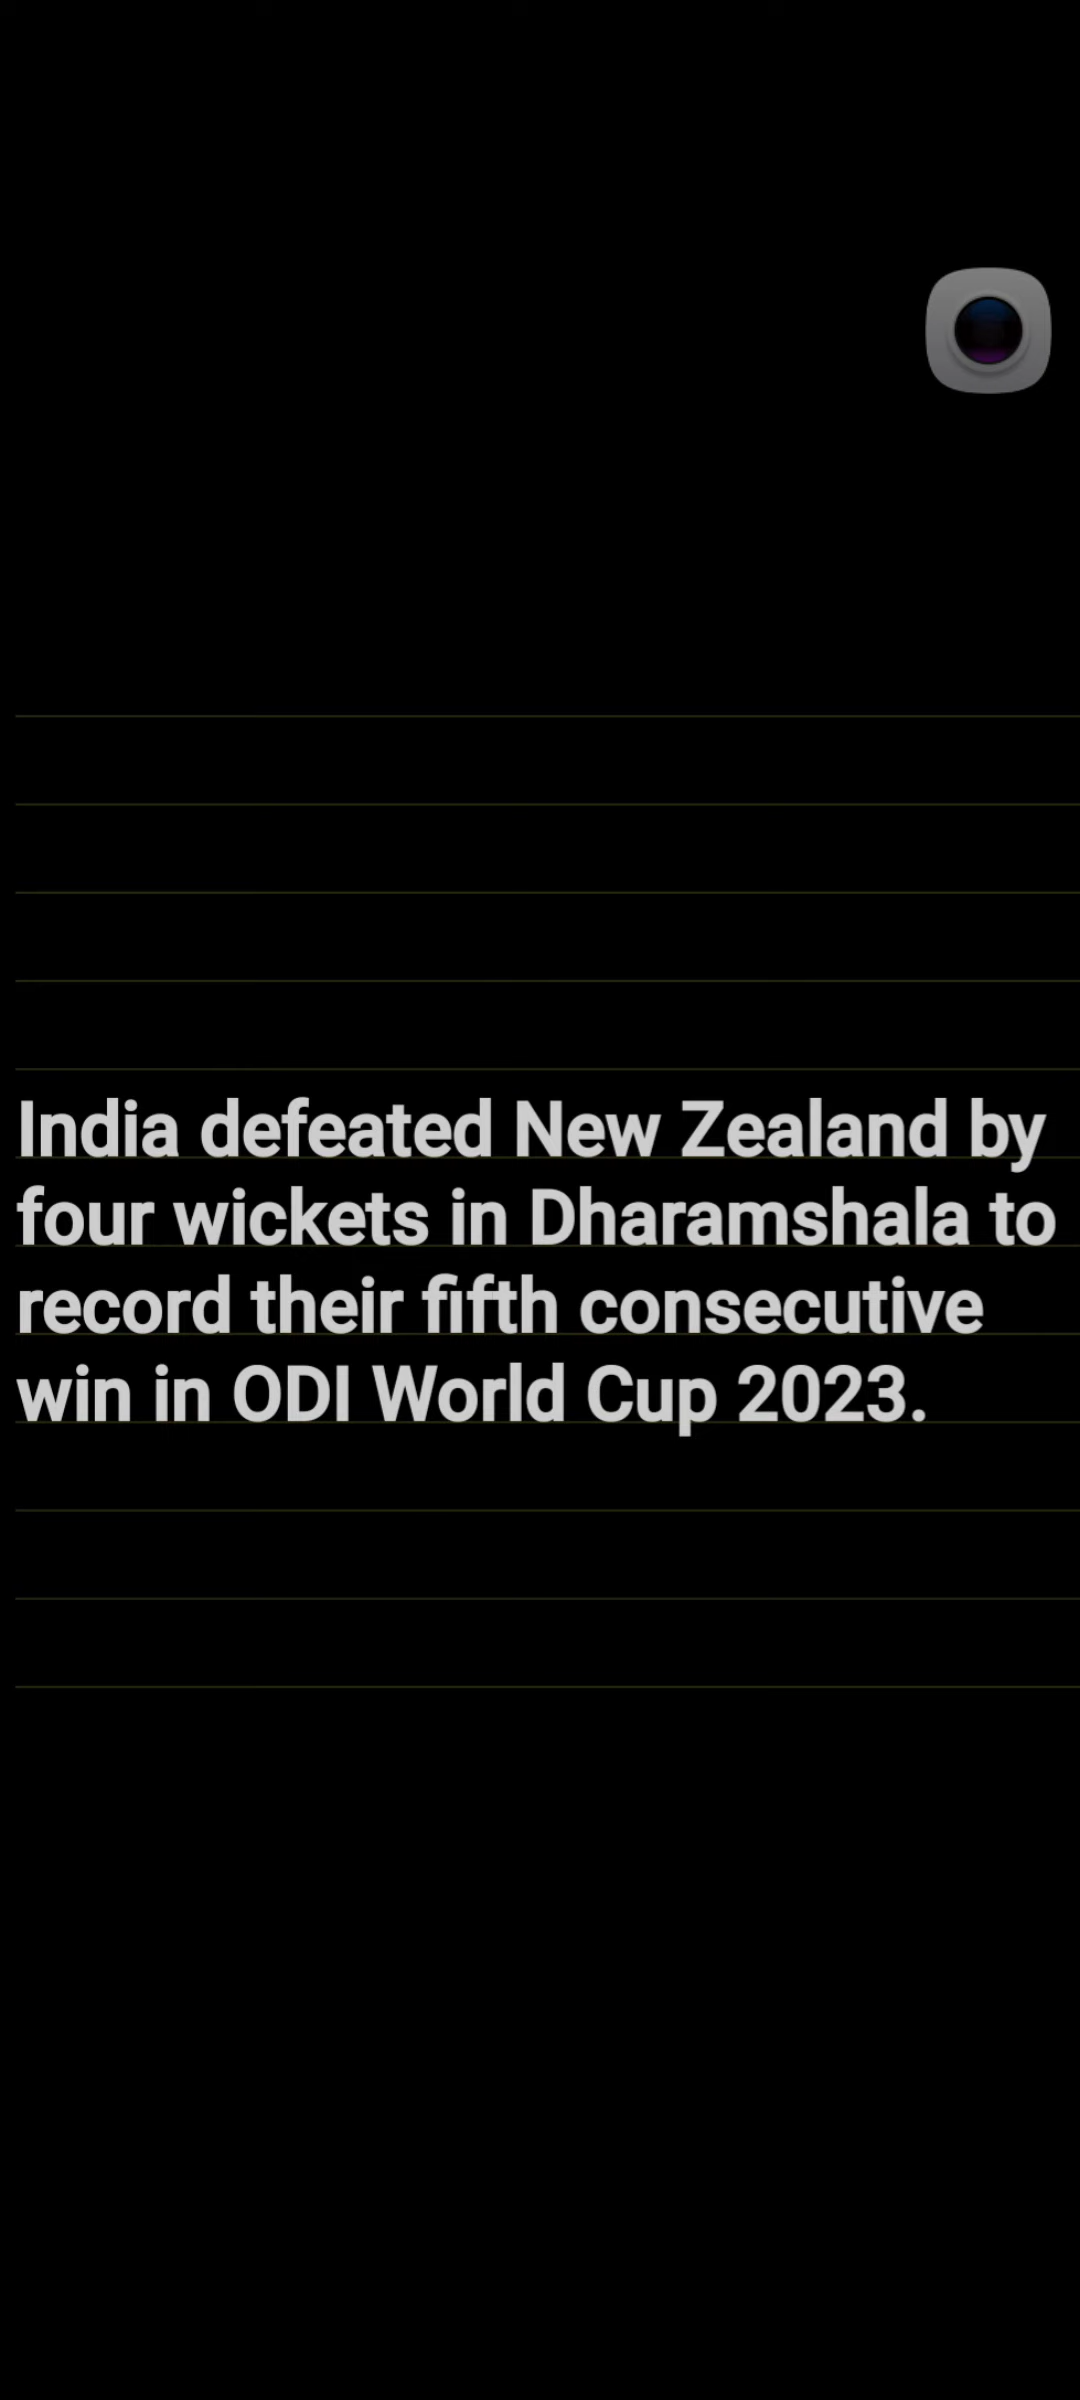 India defeated New Zealand by
four wickets in Dharamshala to
record their fifth consecutive
win in ODI World Cup 2023.